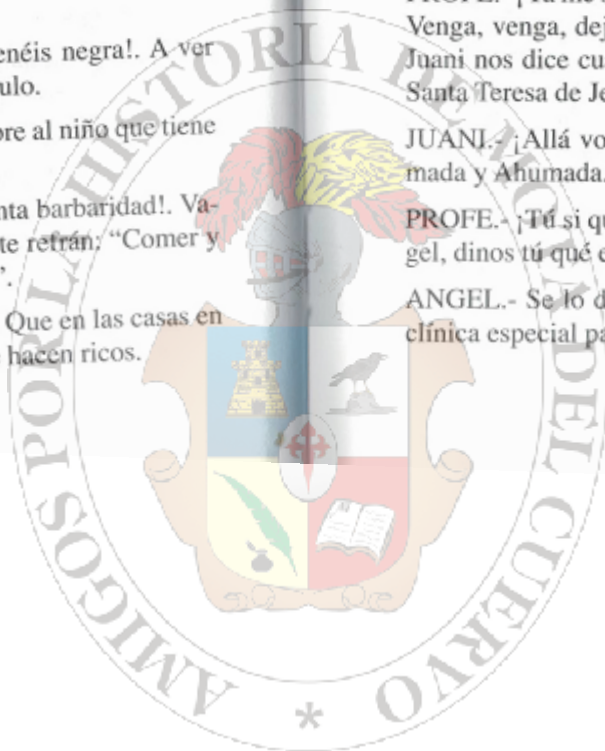 enéis negra!. A ver
ulo.
ore al niño que tiene
nta barbaridad!. Va-
te retrán: “Comer y
”.
Que en las casas en
hacen ricos.
Venga, venga, dej
Juani nos dice cu
Santa Teresa de Je
JUANI.- ¡Allá vo
mada y Ahumada.
PROFE.- ¡Tú si qu
gel, dinos tú qué e
ANGEL.- Se lo d
clínica especial pa
AMIGOS POR LA HISTORIA DE MOTA DEL CUERVO
*